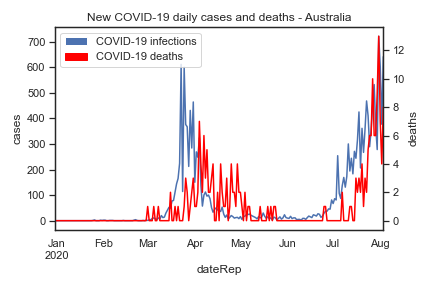 New COVID-19 daily cases and deaths - Australia
COVID-19 infections
COVID-19 deaths
700
600
500
400
300
200
100
0
cases
12
10
8
6
4
2
0
deaths
Jan Feb Mar Apr May Jun Jul Aug
2020
dateRep